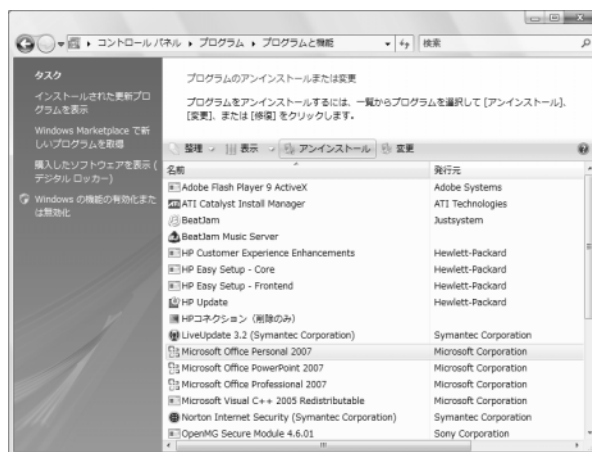 コントロール パネル ▸ プログラム ▸ プログラムと機能
検索
タスク
インストールされた更新プロ
グラムを表示
Windows Marketplace で新
しいプログラムを取得
購入したソフトウェアを表示 (
デジタル ロッカー)
Windows の機能の有効化また
は無効化
プログラムのアンインストールまたは変更
プログラムをアンインストールするには、一覧からプログラムを選択して [アンインストール]、
[変更]、または [修復] をクリックします。
整理 表示 アンインストール 変更
名前 発行元
Adobe Flash Player 9 ActiveX Adobe Systems
ATI Catalyst Install Manager ATI Technologies
BeatJam Justsystem
BeatJam Music Server
HP Customer Experience Enhancements Hewlett-Packard
HP Easy Setup - Core Hewlett-Packard
HP Easy Setup - Frontend Hewlett-Packard
HP Update Hewlett-Packard
HPコネクション (削除のみ)
LiveUpdate 3.2 (Symantec Corporation) Symantec Corporation
Microsoft Office Personal 2007 Microsoft Corporation
Microsoft Office PowerPoint 2007 Microsoft Corporation
Microsoft Office Professional 2007 Microsoft Corporation
Microsoft Visual C++ 2005 Redistributable Microsoft Corporation
Norton Internet Security (Symantec Corporation) Symantec Corporation
OpenMG Secure Module 4.6.01 Sony Corporation